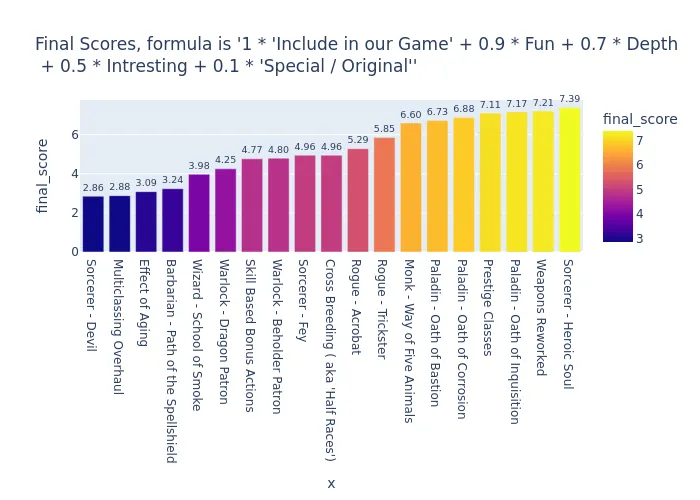 Final Scores, formula is '1 * 'Include in our Game' + 0.9 * Fun + 0.7 * Depth
+ 0.5 * Intresting + 0.1 * 'Special / Original''
final_score
6
4
2
0
2.86
2.88
3.09
3.24
3.98
4.25
4.77
4.80
4.96
4.96
5.29
5.85
6.60
6.73
6.88
7.11
7.17
7.21
7.39
Sorcerer - Devil
Multiclassing Overhaul
Effect of Aging
Barbarian - Path of the Spellshield
Wizard - School of Smoke
Warlock - Dragon Patron
Skill Based Bonus Actions
Warlock - Beholder Patron
Sorcerer - Fey
Cross Breeding ( aka 'Half Races')
Rogue - Acrobat
Rogue - Trickster
Monk - Way of Five Animals
Paladin - Oath of Bastion
Paladin - Oath of Corrosion
Prestige Classes
Paladin - Oath of Inquisition
Weapons Reworked
Sorcerer - Heroic Soul
x
final_score
7
6
5
4
3